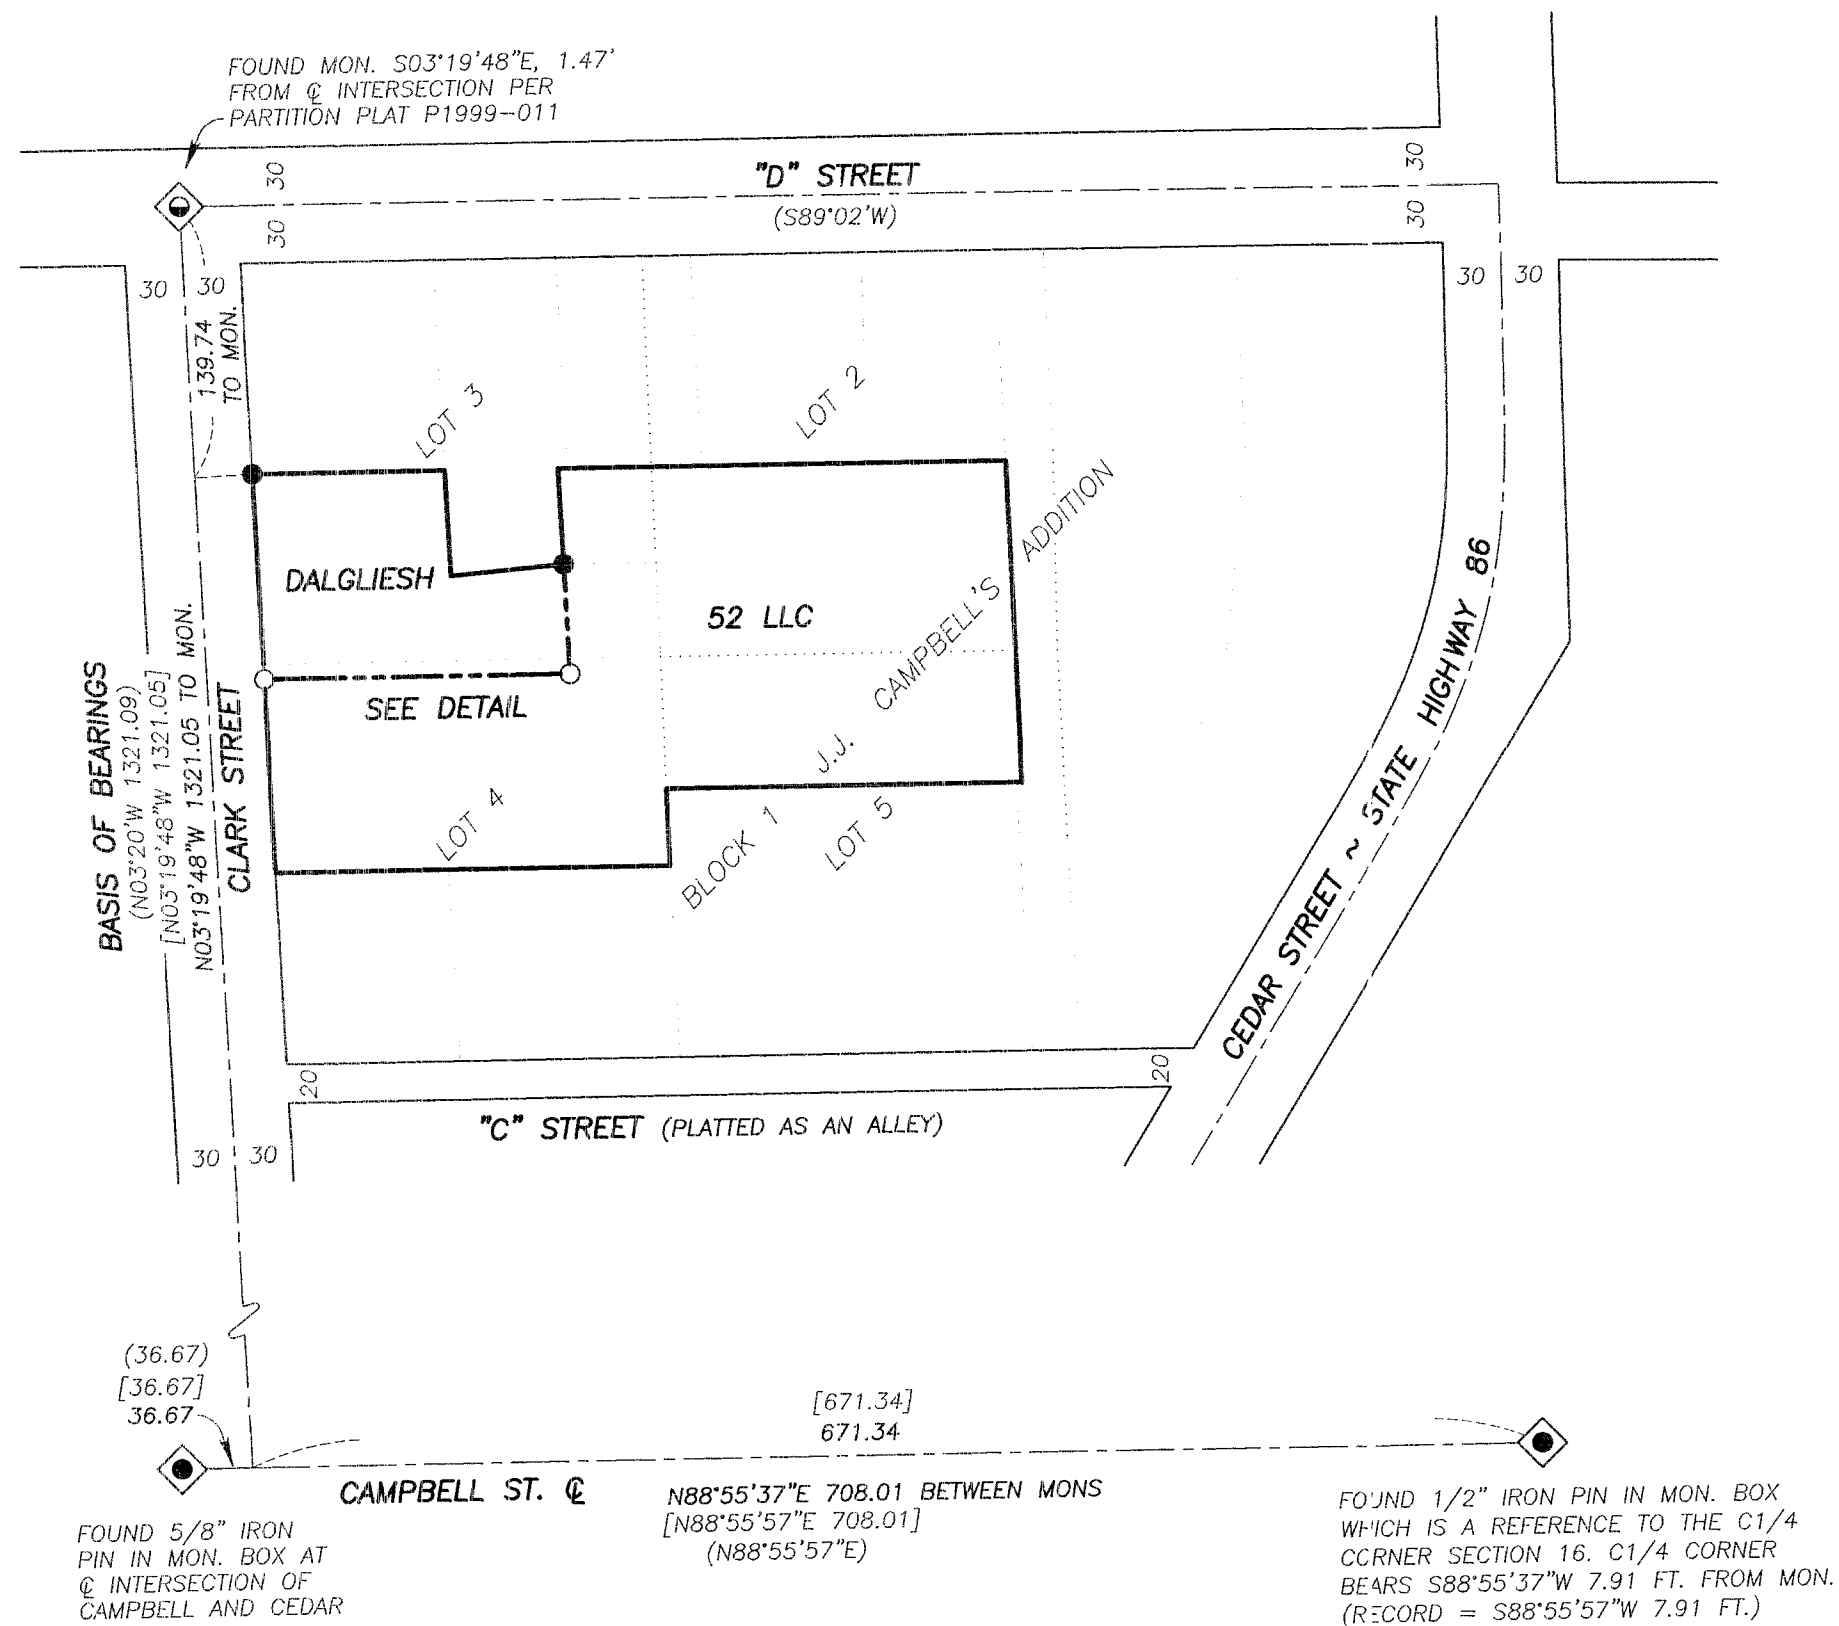 FOUND MON. S03°19'48"E, 1.47'
FROM ℄ INTERSECTION PER
PARTITION PLAT P1999--011
30
30
"D" STREET
(S89°02'W)
30
30
30
30
30
30
139.74
TO MON.
LOT 3
LOT 2
DALGLIESH
52 LLC
J.J. CAMPBELL'S ADDITION
SEE DETAIL
LOT 4
BLOCK 1
LOT 5
BASIS OF BEARINGS
(N03°20'W 1321.09)
[N03°19'48"W 1321.05]
N03°19'48"W 1321.05 TO MON.
CLARK STREET
CEDAR STREET ~ STATE HIGHWAY 86
20
20
"C" STREET (PLATTED AS AN ALLEY)
30
30
(36.67)
[36.67]
36.67
[671.34]
671.34
CAMPBELL ST. ℄
N88°55'37"E 708.01 BETWEEN MONS
[N88°55'57"E 708.01]
(N88°55'57"E)
FOUND 5/8" IRON
PIN IN MON. BOX AT
℄ INTERSECTION OF
CAMPBELL AND CEDAR
FOUND 1/2" IRON PIN IN MON. BOX
WHICH IS A REFERENCE TO THE C1/4
CORNER SECTION 16. C1/4 CORNER
BEARS S88°55'37"W 7.91 FT. FROM MON.
(RECORD = S88°55'57"W 7.91 FT.)